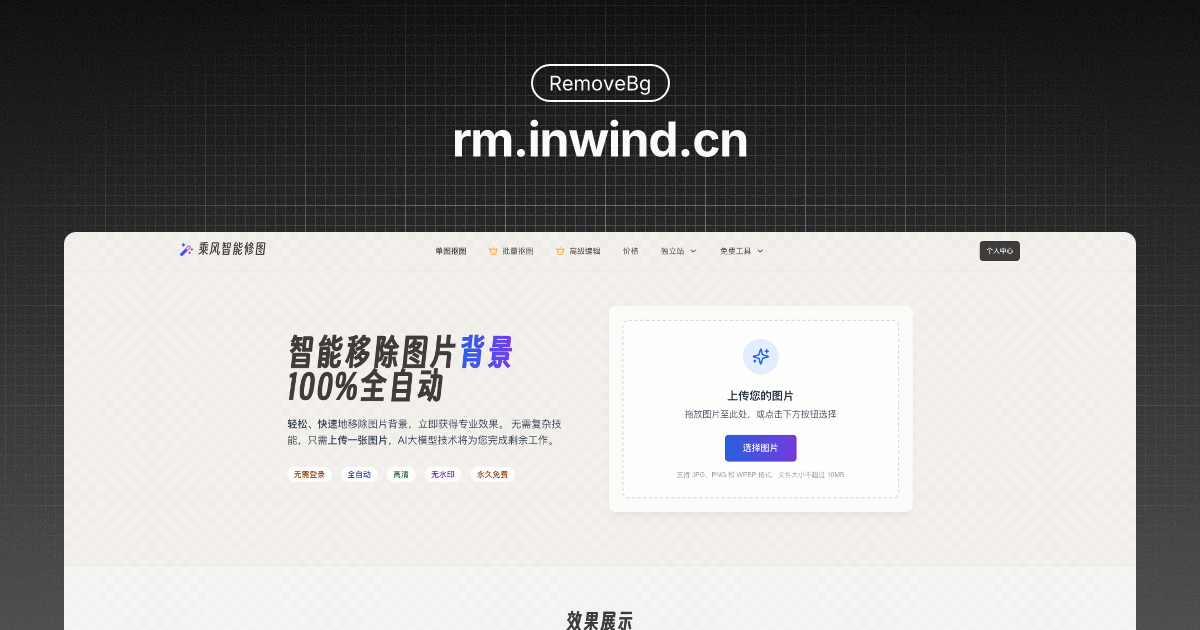 RemoveBg
rm.inwind.cn
乘风智能修图
单图抠图
批量抠图
高级编辑
价格
独立站
免费工具
个人中心
智能移除图片背景
100%全自动
轻松、快速地移除图片背景，立即获得专业效果。 无需复杂技
能，只需上传一张图片，AI大模型技术将为您完成剩余工作。
无需登录
全自动
高清
无水印
永久免费
上传您的图片
拖放图片至此处，或点击下方按钮选择
选择图片
支持 JPG、PNG 和 WEBP 格式，文件大小不超过 10MB
效果展示